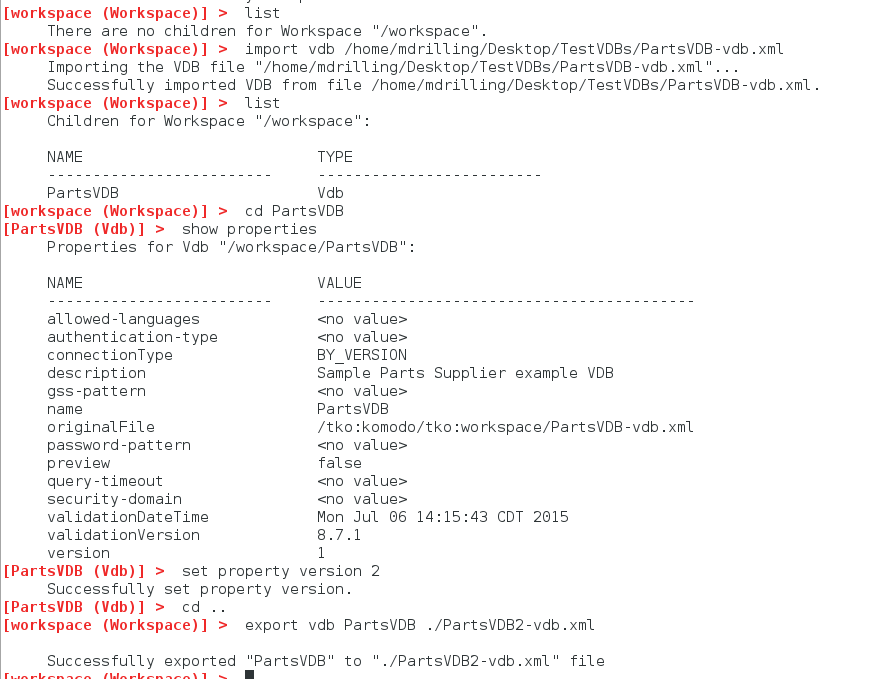 [workspace (Workspace)] > list
There are no children for Workspace "/workspace".
[workspace (Workspace)] > import vdb /home/mdrilling/Desktop/TestVDBs/PartsVDB-vdb.xml
Importing the VDB file "/home/mdrilling/Desktop/TestVDBs/PartsVDB-vdb.xml"...
Successfully imported VDB from file /home/mdrilling/Desktop/TestVDBs/PartsVDB-vdb.xml.
[workspace (Workspace)] > list
Children for Workspace "/workspace":
NAME TYPE
------------------------- -------------------------
PartsVDB Vdb
[workspace (Workspace)] > cd PartsVDB
[PartsVDB (Vdb)] > show properties
Properties for Vdb "/workspace/PartsVDB":
NAME VALUE
------------------------- ------------------------------------------
allowed-languages <no value>
authentication-type <no value>
connectionType BY_VERSION
description Sample Parts Supplier example VDB
gss-pattern <no value>
name PartsVDB
originalFile /tko:komodo/tko:workspace/PartsVDB-vdb.xml
password-pattern <no value>
preview false
query-timeout <no value>
security-domain <no value>
validationDateTime Mon Jul 06 14:15:43 CDT 2015
validationVersion 8.7.1
version 1
[PartsVDB (Vdb)] > set property version 2
Successfully set property version.
[PartsVDB (Vdb)] > cd ..
[workspace (Workspace)] > export vdb PartsVDB ./PartsVDB2-vdb.xml
Successfully exported "PartsVDB" to "./PartsVDB2-vdb.xml" file
[workspace (Workspace)] >